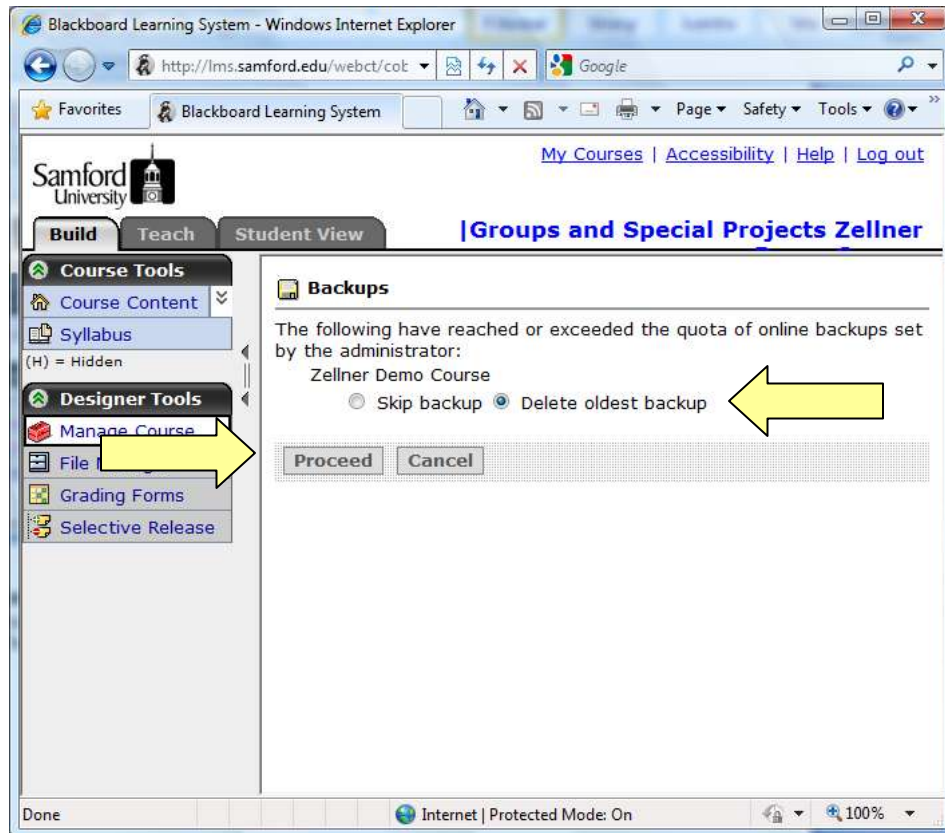 Blackboard Learning System - Windows Internet Explorer
http://lms.samford.edu/webct/cob
Google
Favorites
Blackboard Learning System
Page
Safety
Tools
Samford
University
My Courses | Accessibility | Help | Log out
Build
Teach
Student View
|Groups and Special Projects Zellner
Course Tools
Course Content
Syllabus
(H) = Hidden
Designer Tools
Manage Course
File
Grading Forms
Selective Release
Backups
The following have reached or exceeded the quota of online backups set
by the administrator:
Zellner Demo Course
Skip backup
Delete oldest backup
Proceed
Cancel
Done
Internet | Protected Mode: On
100%